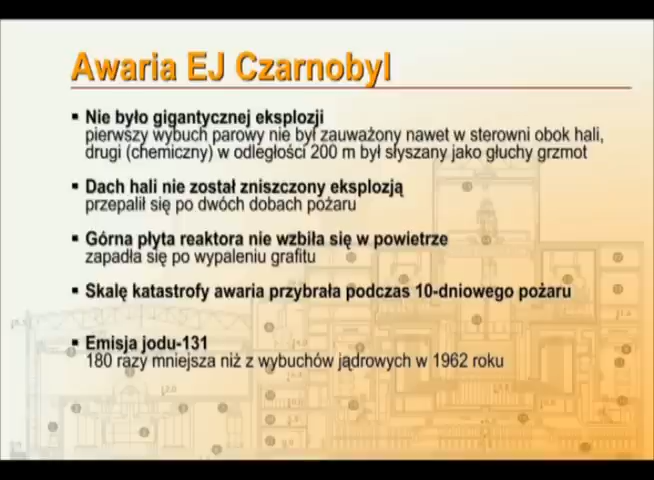 Awaria EJ Czarnobyl
▪ Nie było gigantycznej eksplozji
pierwszy wybuch parowy nie był zauważony nawet w sterowni obok hali,
drugi (chemiczny) w odległości 200 m był słyszany jako głuchy grzmot
▪ Dach hali nie został zniszczony eksplozją
przepalił się po dwóch dobach pożaru
▪ Górna płyta reaktora nie wzbiła się w powietrze
zapadła się po wypaleniu grafitu
▪ Skalę katastrofy awaria przybrała podczas 10-dniowego pożaru
▪ Emisja jodu-131
180 razy mniejsza niż z wybuchów jądrowych w 1962 roku